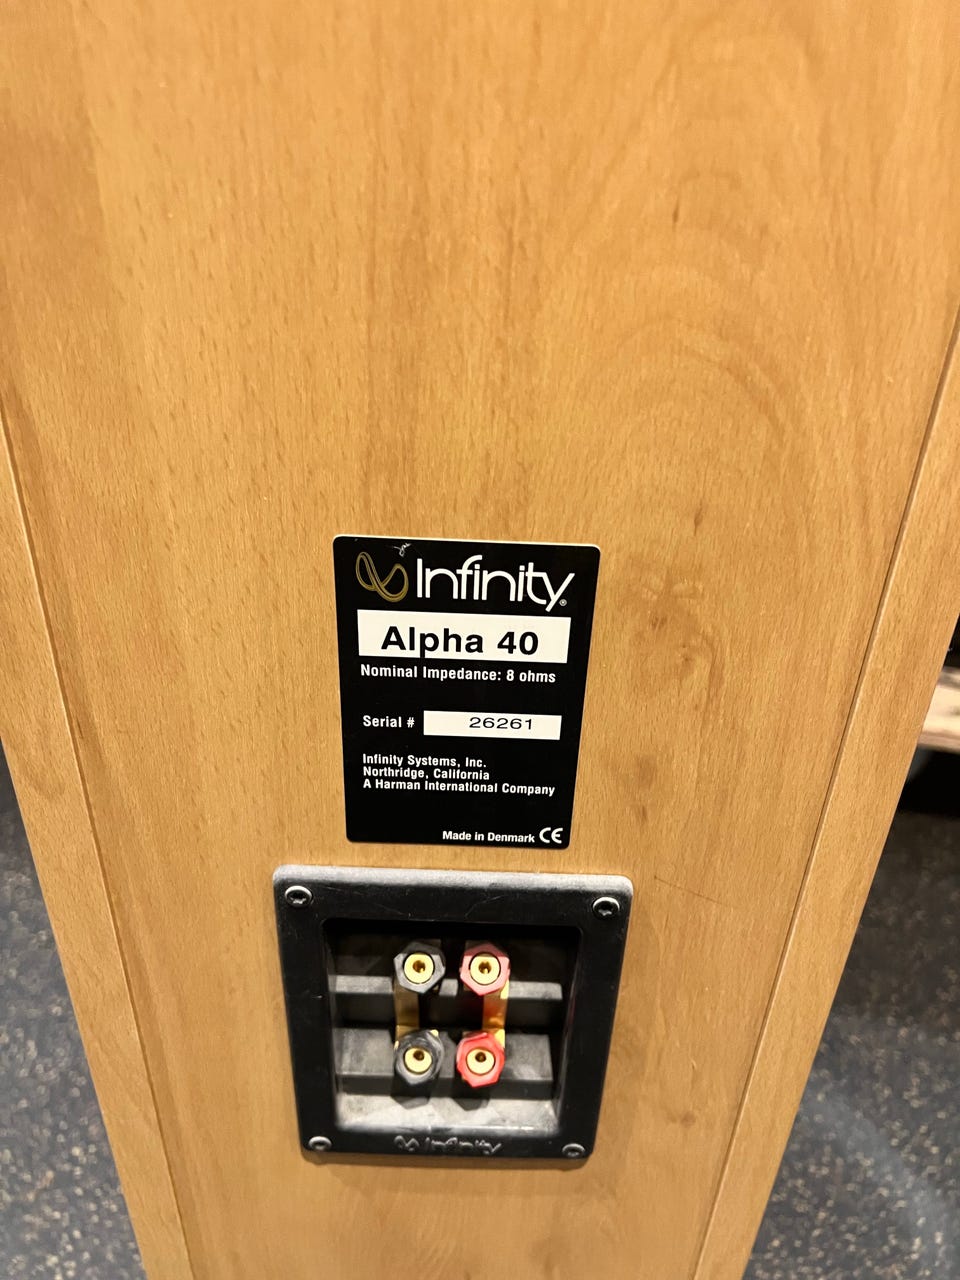 Infinity®
Alpha 40
Nominal Impedance: 8 ohms
Serial # 26261
Infinity Systems, Inc.
Northridge, California
A Harman International Company
Made in Denmark CE
Infinity